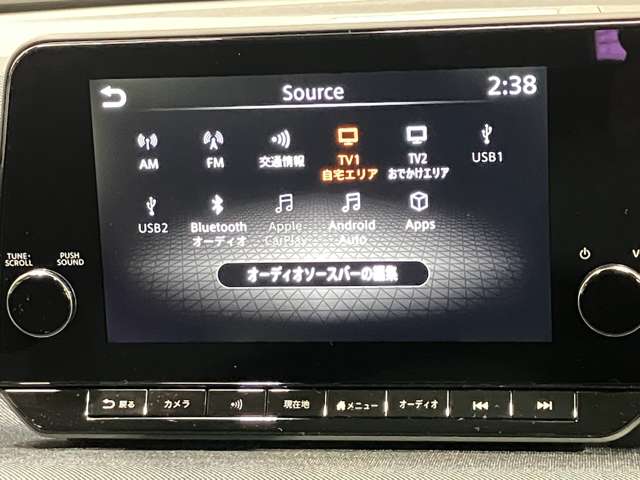 Source
2:38
AM
FM
交通情報
TV1
自宅エリア
TV2
おでかけエリア
USB1
USB2
Bluetooth
オーディオ
Apple
CarPlay
Android
Auto
Apps
オーディオソースバーの編集
TUNE・
SCROLL
PUSH
SOUND
V
戻る
カメラ
現在地
メニュー
オーディオ